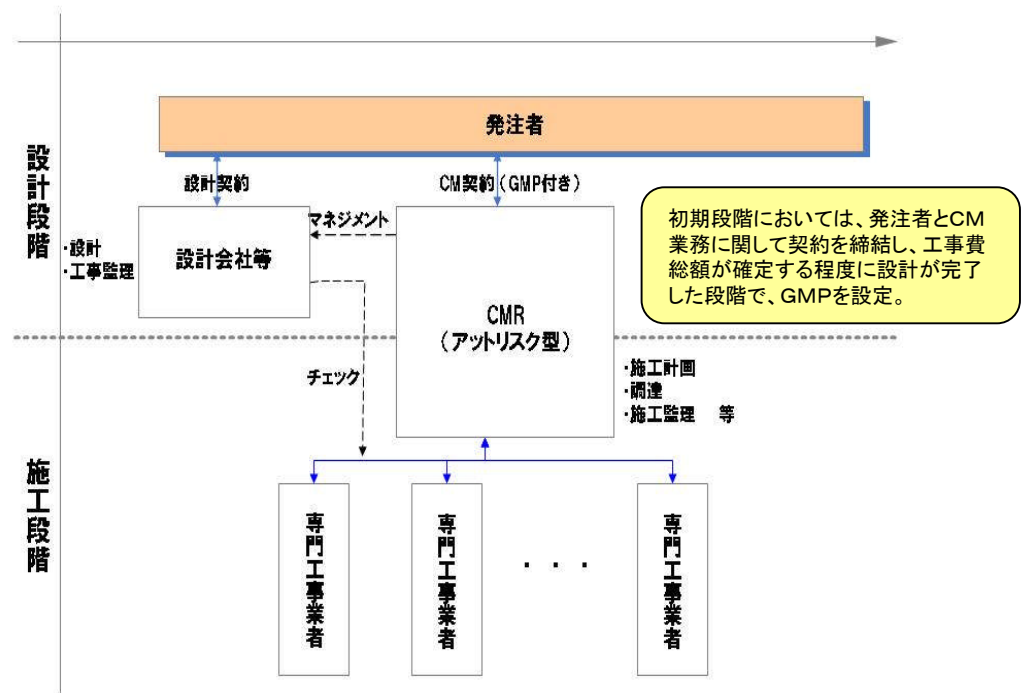 発注者
設計段階
設計契約
CM契約（GMP付き）
マネジメント
・設計
・工事監理
設計会社等
CMR
（アットリスク型）
初期段階においては、発注者とCM
業務に関して契約を締結し、工事費
総額が確定する程度に設計が完了
した段階で、GMPを設定。
チェック
・施工計画
・調達
・施工監理　等
施工段階
専門工事業者
専門工事業者
・・・
専門工事業者